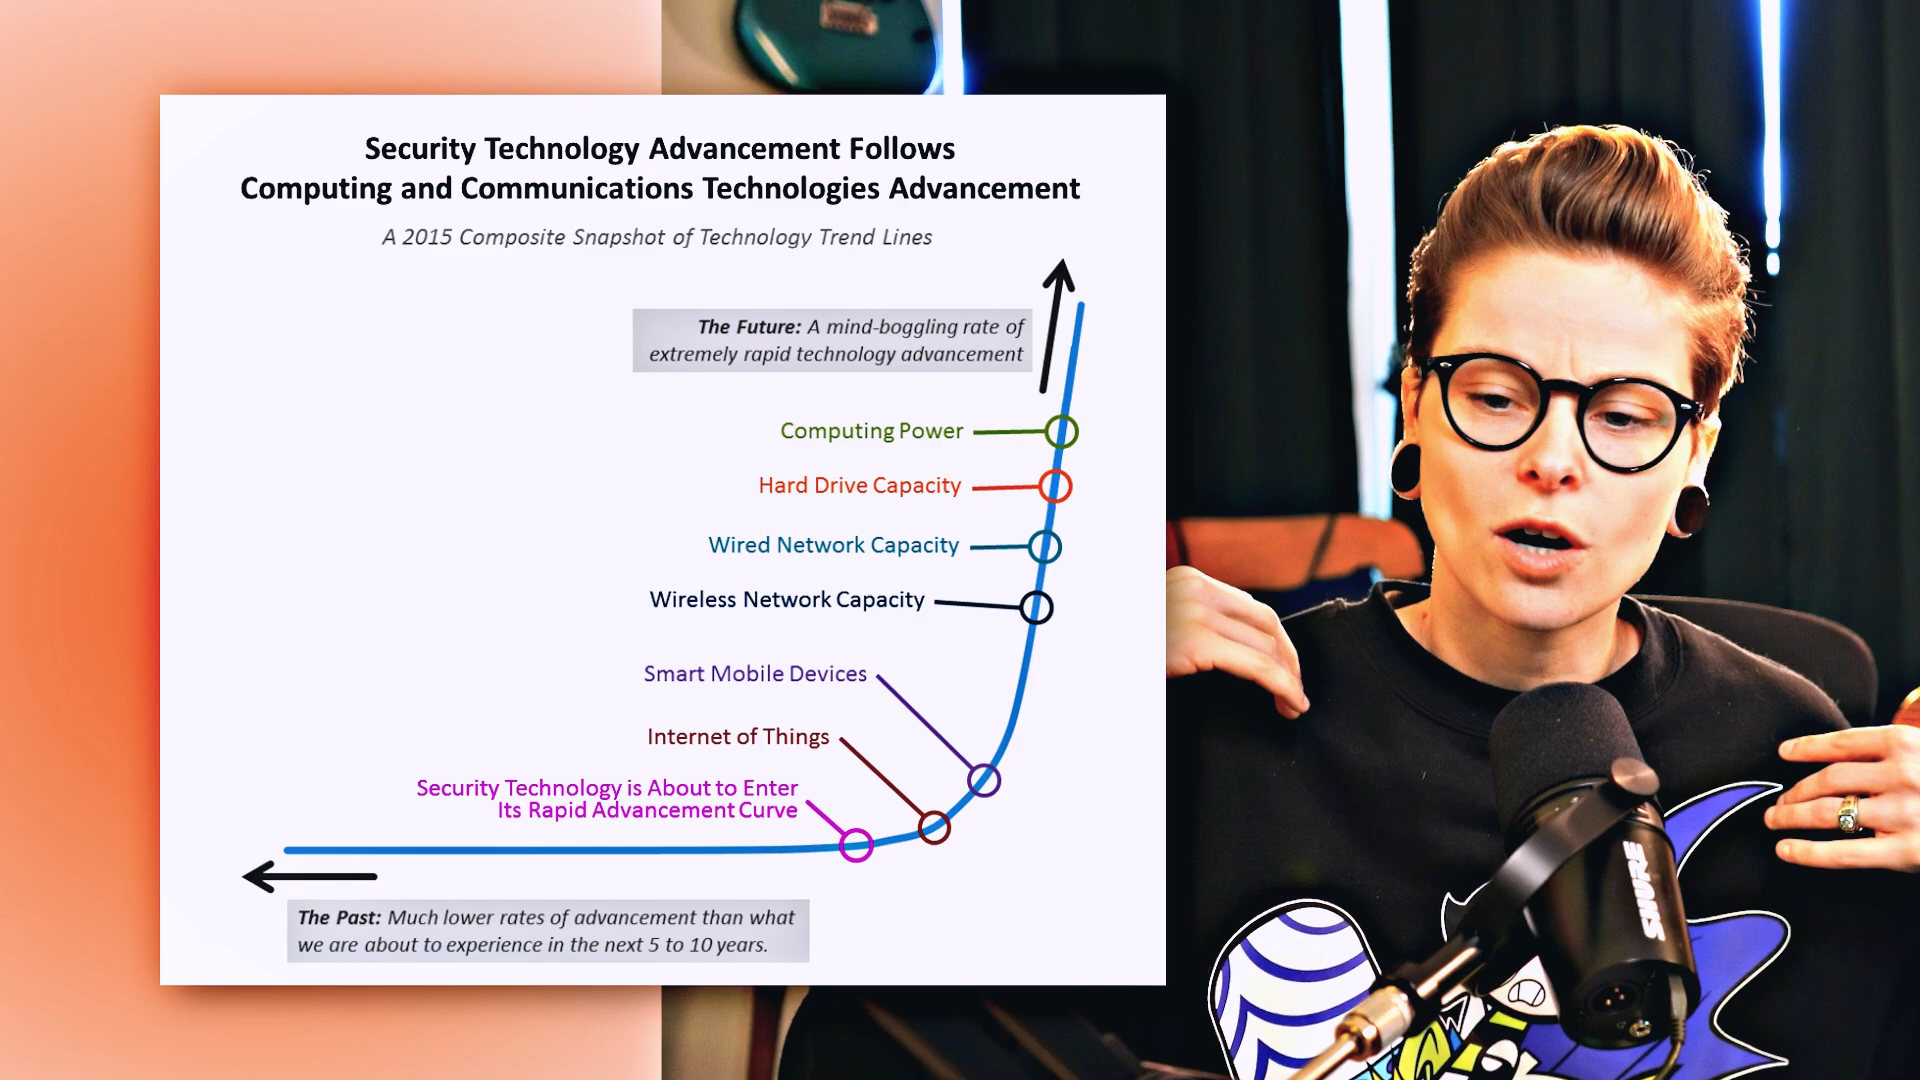 Security Technology Advancement Follows
Computing and Communications Technologies Advancement
A 2015 Composite Snapshot of Technology Trend Lines
The Future: A mind-boggling rate of
extremely rapid technology advancement
Computing Power
Hard Drive Capacity
Wired Network Capacity
Wireless Network Capacity
Smart Mobile Devices
Internet of Things
Security Technology is About to Enter
Its Rapid Advancement Curve
The Past: Much lower rates of advancement than what
we are about to experience in the next 5 to 10 years.
SHURE